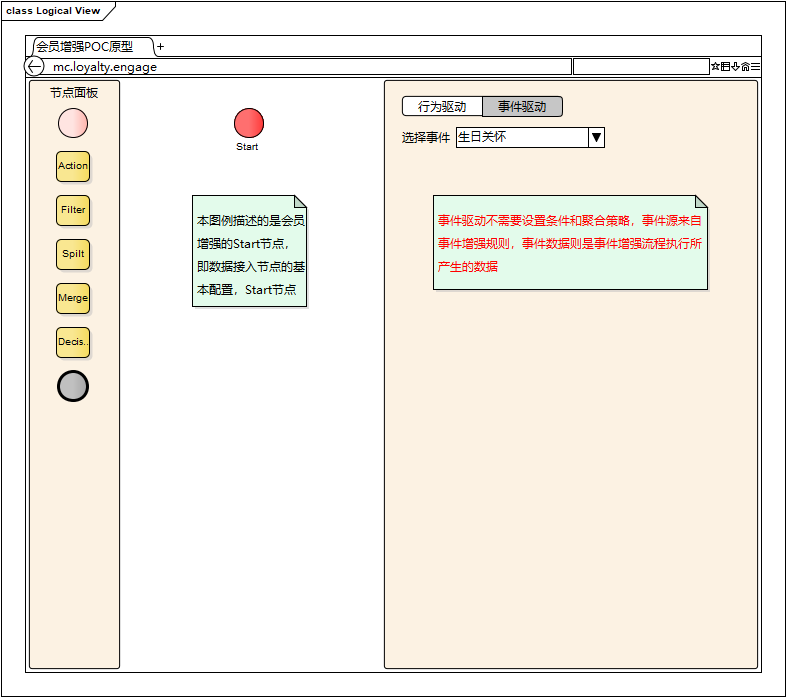 class Logical View
会员增强POC原型
+
mc.loyalty.engage
节点面板
Action
Filter
Spilt
Merge
Decis..
Start
本图例描述的是会员
增强的Start节点，
即数据接入节点的基
本配置，Start节点
行为驱动 事件驱动
选择事件 生日关怀
事件驱动不需要设置条件和聚合策略，事件源来自
事件增强规则，事件数据则是事件增强流程执行所
产生的数据